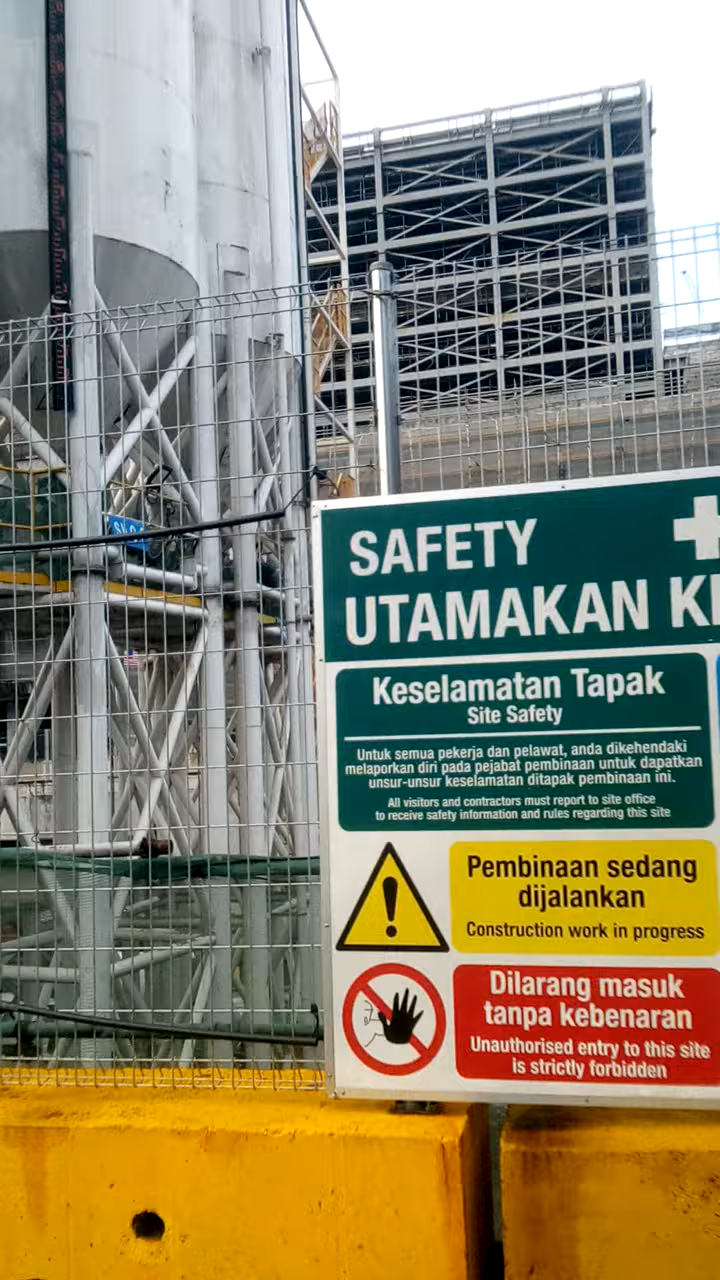 SAFETY
UTAMAKAN
Keselamatan Tapak
Site Safety
Untuk semua pekerja dan pelawat, anda dikehendaki
melaporkan diri pada pejabat pembinaan untuk dapatkan
unsur-unsur keselamatan ditapak pembinaan ini.
All visitors and contractors must report to site office
to receive safety information and rules regarding this site
Pembinaan sedang
dijalankan
Construction work in progress
Dilarang masuk
tanpa kebenaran
Unauthorised entry to this site
is strictly forbidden